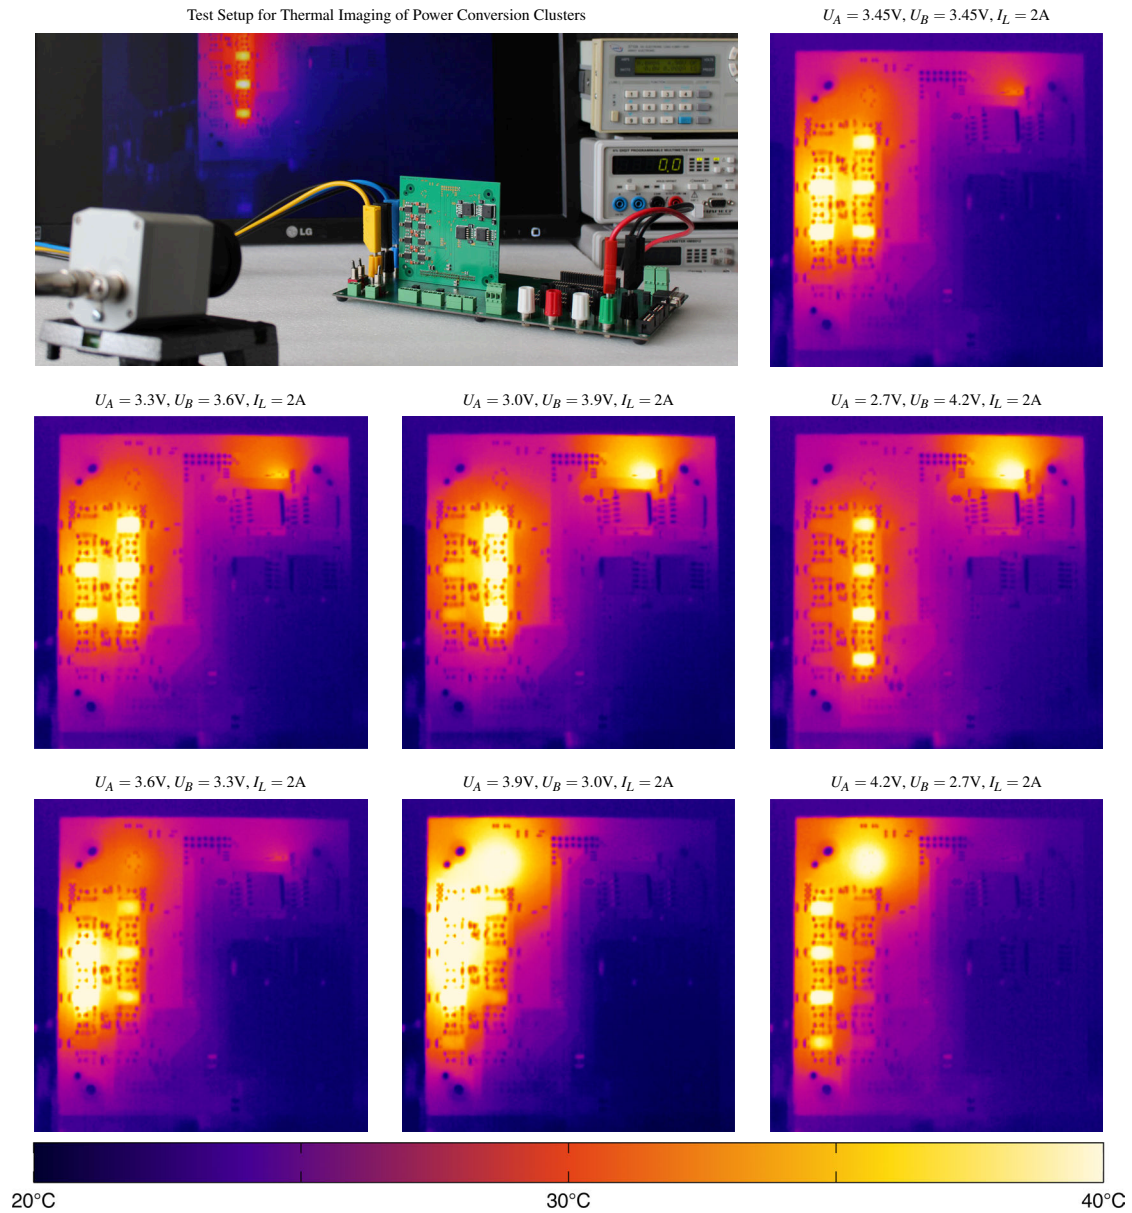 Test Setup for Thermal Imaging of Power Conversion Clusters
U_A = 3.45V, U_B = 3.45V, I_L = 2A
LG
0.0
U_A = 3.3V, U_B = 3.6V, I_L = 2A
U_A = 3.0V, U_B = 3.9V, I_L = 2A
U_A = 2.7V, U_B = 4.2V, I_L = 2A
U_A = 3.6V, U_B = 3.3V, I_L = 2A
U_A = 3.9V, U_B = 3.0V, I_L = 2A
U_A = 4.2V, U_B = 2.7V, I_L = 2A
20°C
30°C
40°C